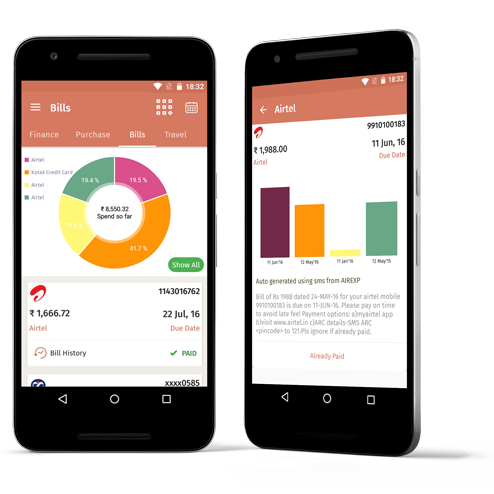 18:32
Bills
Finance Purchase Bills Travel
Airtel
Kotak Credit Card
Airtel
Airtel
19.4 %
19.5 %
41.7 %
₹ 8,550.32
Spend so far
Show All
1143016762
₹ 1,666.72 22 Jul, 16
Airtel Due Date
Bill History PAID
xxxx0585
18:32
Airtel
9910100183
₹ 1,988.00 11 Jun, 16
Airtel Due Date
11 Jun'16 12 May'16 12 May'16 12 May'15
Auto generated using sms from AIREXP
Bill of Rs 1988 dated 24-MAY-16 for your airtel mobile
9910100183 is due on 11-JUN-16. Please pay on time
to avoid late fee! Payment options: a)myairtel app
b)visit www.airtel.in c)ARC details-SMS ARC
<pincode> to 121.Pls ignore if already paid.
Already Paid